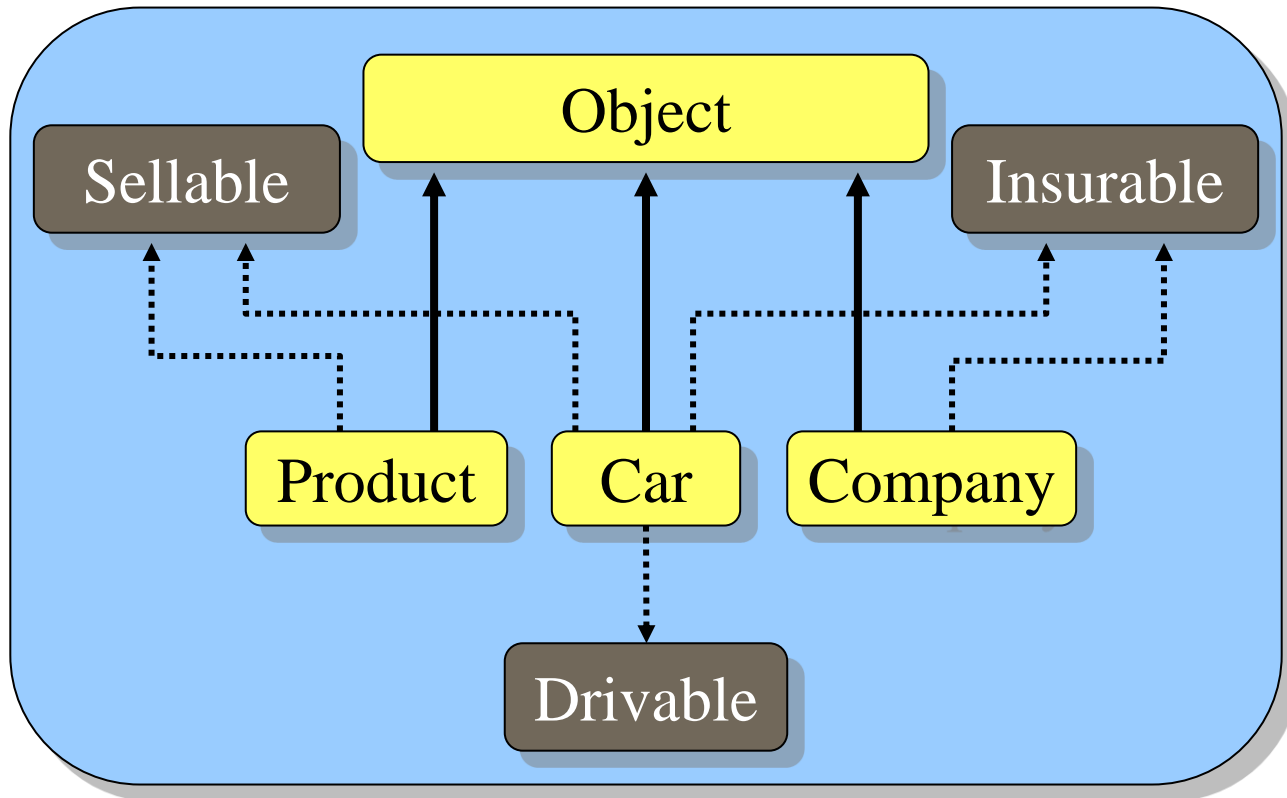 Object
Sellable
Insurable
Product
Car
Company
Drivable